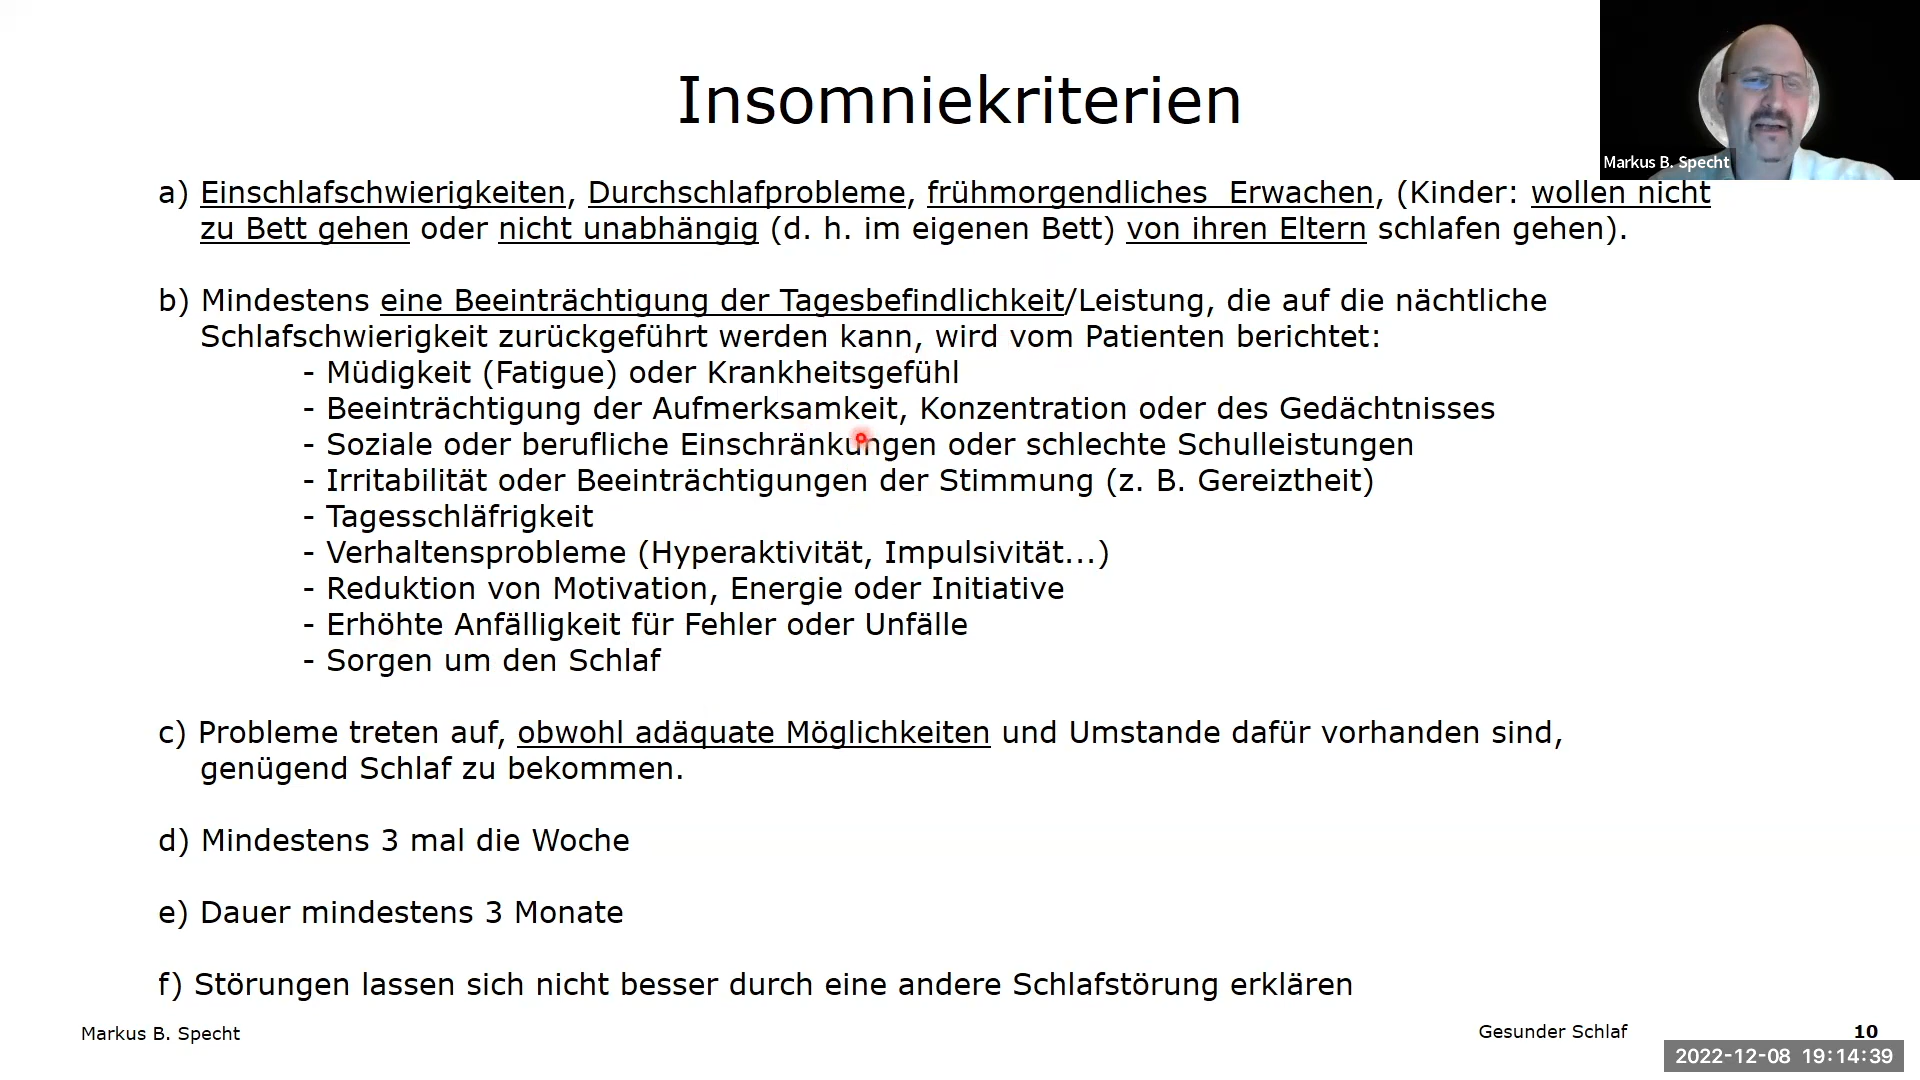 Insomniekriterien
Markus B. Specht
a) Einschlafschwierigkeiten, Durchschlafprobleme, frühmorgendliches  Erwachen, (Kinder: wollen nicht
zu Bett gehen oder nicht unabhängig (d. h. im eigenen Bett) von ihren Eltern schlafen gehen).
b) Mindestens eine Beeinträchtigung der Tagesbefindlichkeit/Leistung, die auf die nächtliche
Schlafschwierigkeit zurückgeführt werden kann, wird vom Patienten berichtet:
- Müdigkeit (Fatigue) oder Krankheitsgefühl
- Beeinträchtigung der Aufmerksamkeit, Konzentration oder des Gedächtnisses
- Soziale oder berufliche Einschränkungen oder schlechte Schulleistungen
- Irritabilität oder Beeinträchtigungen der Stimmung (z. B. Gereiztheit)
- Tagesschläfrigkeit
- Verhaltensprobleme (Hyperaktivität, Impulsivität...)
- Reduktion von Motivation, Energie oder Initiative
- Erhöhte Anfälligkeit für Fehler oder Unfälle
- Sorgen um den Schlaf
c) Probleme treten auf, obwohl adäquate Möglichkeiten und Umstande dafür vorhanden sind,
genügend Schlaf zu bekommen.
d) Mindestens 3 mal die Woche
e) Dauer mindestens 3 Monate
f) Störungen lassen sich nicht besser durch eine andere Schlafstörung erklären
Markus B. Specht
Gesunder Schlaf
10
2022-12-08 19:14:39